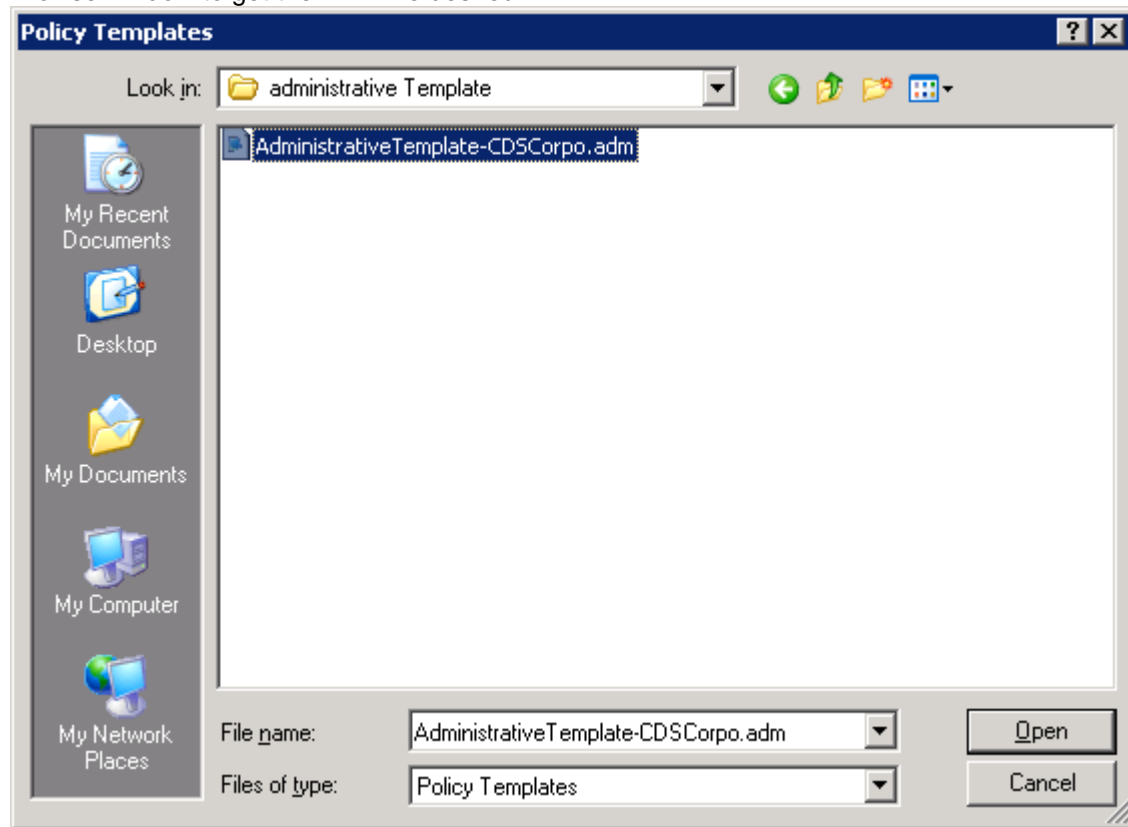 Policy Templates
Look in:
administrative Template
AdministrativeTemplate-CDSCorpo.adm
My Recent
Documents
Desktop
My Documents
My Computer
My Network
Places
File name:
AdministrativeTemplate-CDSCorpo.adm
Open
Files of type:
Policy Templates
Cancel